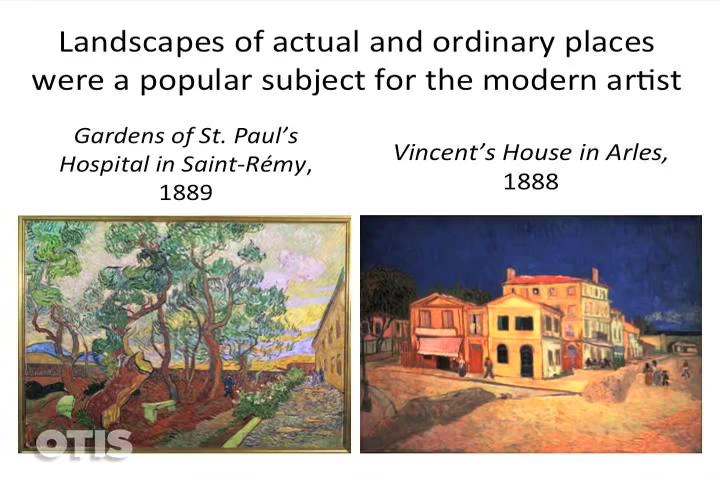 Landscapes of actual and ordinary places
were a popular subject for the modern artist
Gardens of St. Paul’s
Hospital in Saint-Rémy,
1889
Vincent’s House in Arles,
1888
OTIS